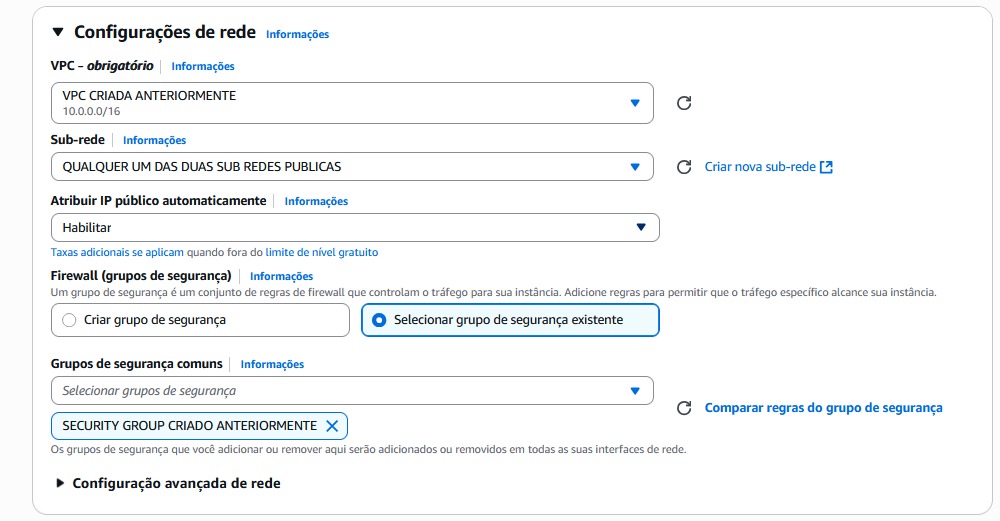 Configurações de rede Informações
VPC – obrigatório Informações
VPC CRIADA ANTERIORMENTE
10.0.0.0/16
Sub-rede Informações
QUALQUER UM DAS DUAS SUB REDES PUBLICAS
Criar nova sub-rede
Atribuir IP público automaticamente Informações
Habilitar
Taxas adicionais se aplicam quando fora do limite de nível gratuito
Firewall (grupos de segurança) Informações
Um grupo de segurança é um conjunto de regras de firewall que controlam o tráfego para sua instância. Adicione regras para permitir que o tráfego específico alcance sua instância.
Criar grupo de segurança
Selecionar grupo de segurança existente
Grupos de segurança comuns Informações
Selecionar grupos de segurança
Comparar regras do grupo de segurança
SECURITY GROUP CRIADO ANTERIORMENTE
Os grupos de segurança que você adicionar ou remover aqui serão adicionados ou removidos em todas as suas interfaces de rede.
Configuração avançada de rede